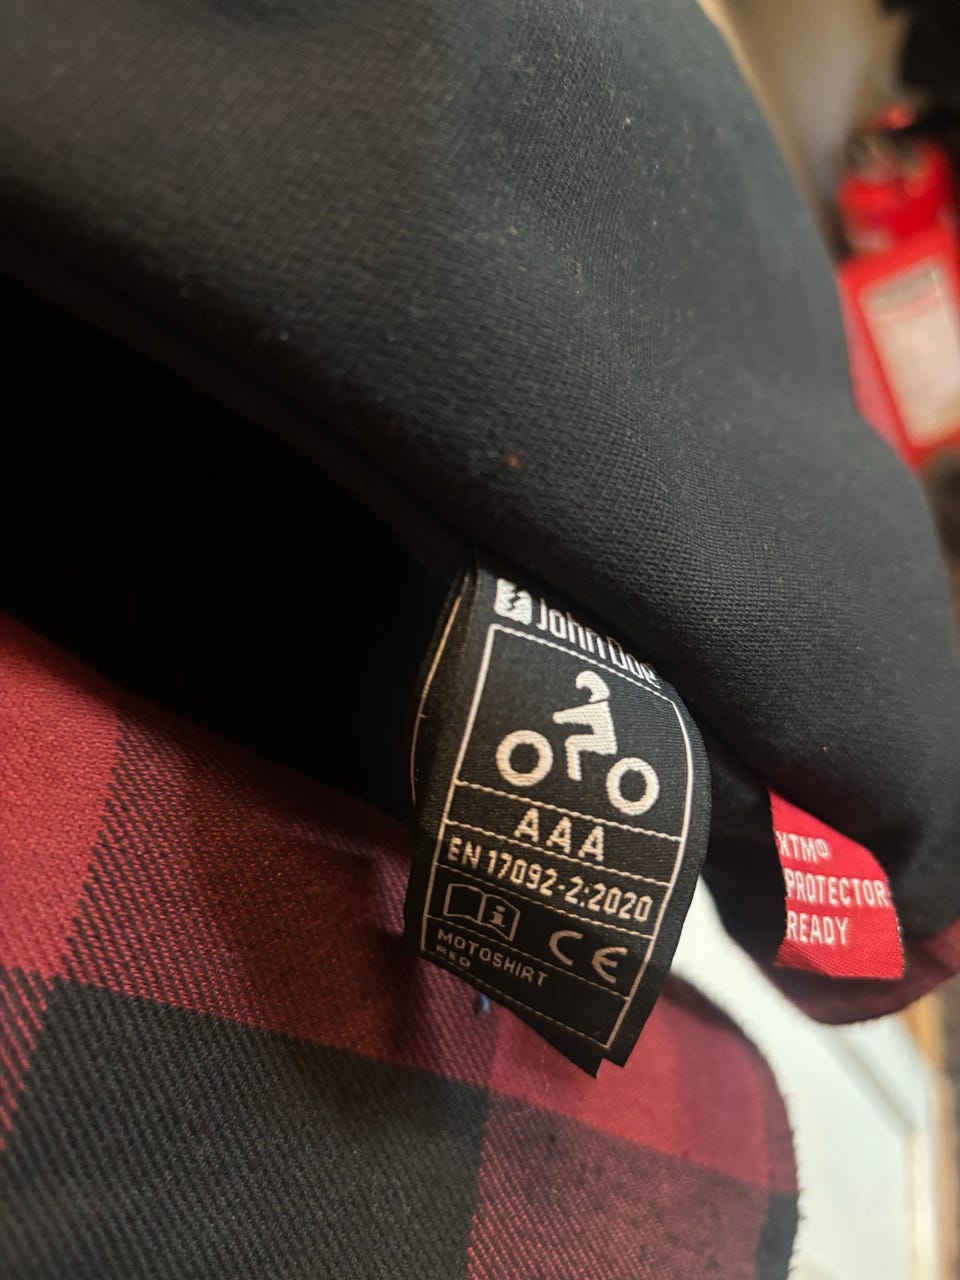 John Doe
AAA
EN 17092-2:2020
i
CE
MOTOSHIRT
RED
XTM®
PROTECTOR-
READY